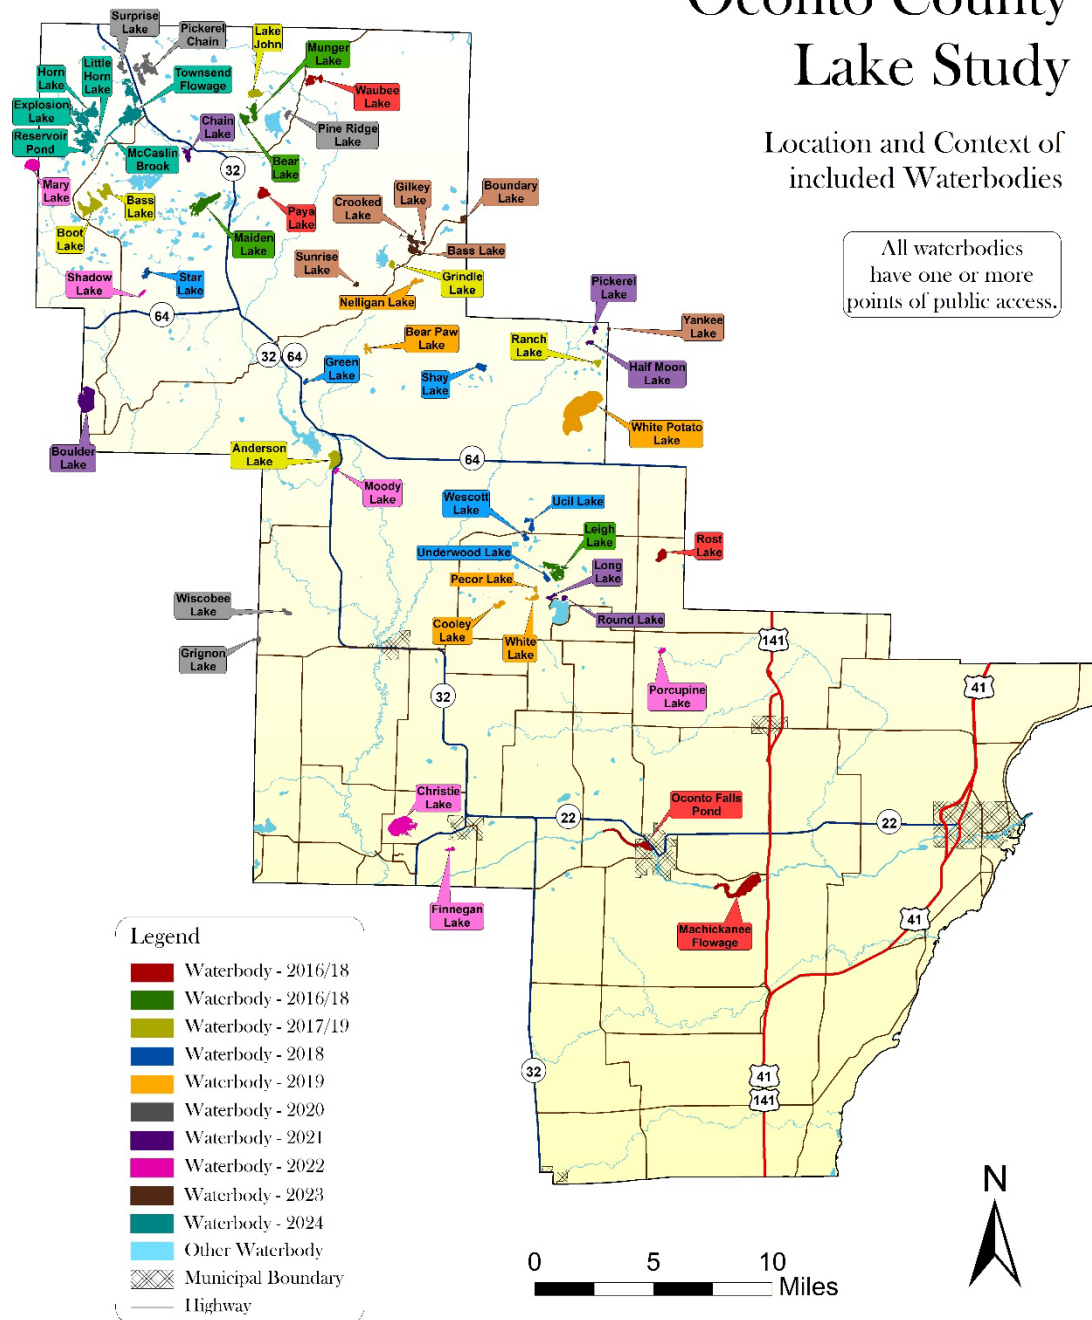 Oconto County
Lake Study
Location and Context of
included Waterbodies
All waterbodies
have one or more
points of public access.
Surprise
Lake
Pickerel
Chain
Lake
John
Munger
Lake
Horn
Lake
Little
Horn
Lake
Townsend
Flowage
Waubee
Lake
Explosion
Lake
Chain
Lake
Pine Ridge
Lake
Reservoir
Pond
McCaslin
Brook
32
Bear
Lake
Mary
Lake
Bass
Lake
Paya
Lake
Crooked
Lake
Gilkey
Lake
Boundary
Lake
Boot
Lake
Maiden
Lake
Sunrise
Lake
Bass Lake
Shadow
Lake
Star
Lake
Grindle
Lake
Nelligan Lake
Pickerel
Lake
64
Yankee
Lake
Bear Paw
Lake
Ranch
Lake
32
64
Green
Lake
Shay
Lake
Half Moon
Lake
White Potato
Lake
Boulder
Lake
Anderson
Lake
64
Moody
Lake
Wescott
Lake
Ucil Lake
Leigh
Lake
Rost
Lake
Underwood Lake
Pecor Lake
Long
Lake
Wiscobee
Lake
Cooley
Lake
White
Lake
Round Lake
Grignon
Lake
141
Porcupine
Lake
41
32
Christie
Lake
Oconto Falls
Pond
22
22
Finnegan
Lake
Machickanee
Flowage
41
32
41
141
Legend
Waterbody - 2016/18
Waterbody - 2016/18
Waterbody - 2017/19
Waterbody - 2018
Waterbody - 2019
Waterbody - 2020
Waterbody - 2021
Waterbody - 2022
Waterbody - 2023
Waterbody - 2024
Other Waterbody
Municipal Boundary
Highway
0 5 10
Miles
N